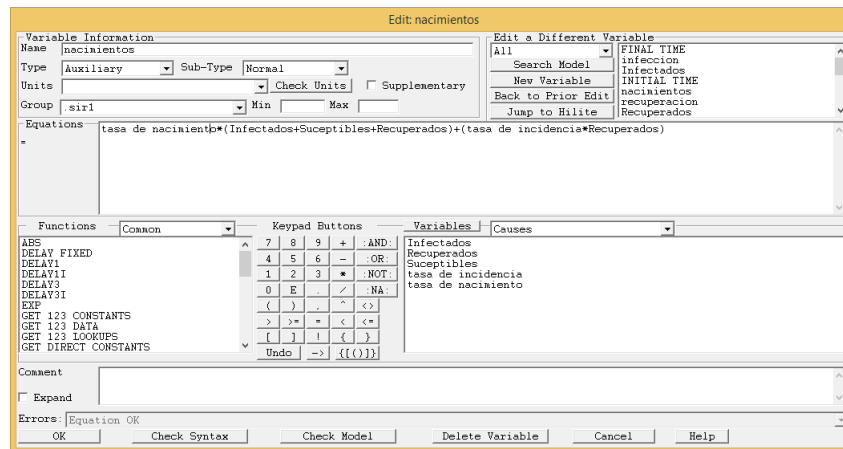 Edit: nacimientos
Variable Information
Name nacimientos
Type Auxiliary Sub-Type Normal
Units Check Units Supplementary
Group .sir1 Min Max
Edit a Different Variable
All
Search Model
New Variable
Back to Prior Edit
Jump to Hilite
FINAL TIME
infeccion
Infectados
INITIAL TIME
nacimientos
recuperacion
Recuperados
Equations
=
tasa de nacimiento*(Infectados+Suceptibles+Recuperados)+(tasa de incidencia*Recuperados)
Functions Common
ABS
DELAY FIXED
DELAY1
DELAY1I
DELAY3
DELAY3I
EXP
GET 123 CONSTANTS
GET 123 DATA
GET 123 LOOKUPS
GET DIRECT CONSTANTS
Keypad Buttons
7 8 9 + :AND:
4 5 6 - :OR:
1 2 3 * :NOT:
0 E . / :NA:
( ) , ^ <>
> >= = < <=
[ ] ! { }
Undo -> {[()]}
Variables Causes
Infectados
Recuperados
Suceptibles
tasa de incidencia
tasa de nacimiento
Comment
Expand
Errors: Equation OK
OK Check Syntax Check Model Delete Variable Cancel Help